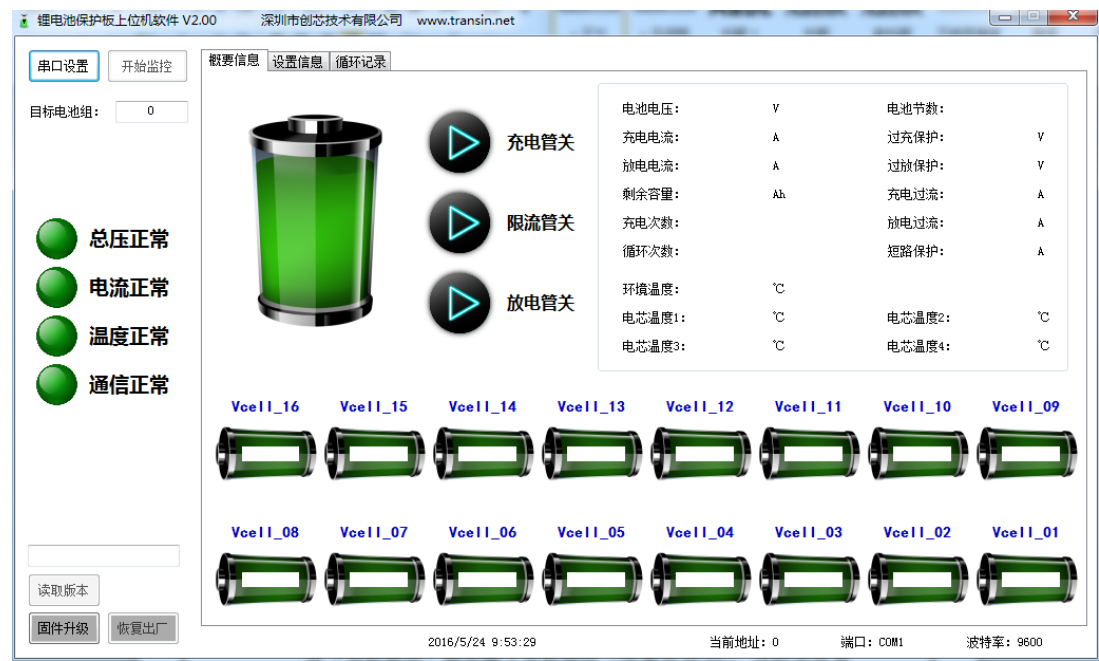 锂电池保护板上位机软件 V2.00 深圳市创芯技术有限公司 www.transin.net
串口设置 开始监控
目标电池组： 0
总压正常
电流正常
温度正常
通信正常
读取版本
固件升级 恢复出厂
概要信息 设置信息 循环记录
充电管关
限流管关
放电管关
电池电压： V 电池节数：
充电电流： A 过充保护： V
放电电流： A 过放保护： V
剩余容量： Ah 充电过流： A
充电次数： 放电过流： A
循环次数： 短路保护： A
环境温度： ℃
电芯温度1： ℃ 电芯温度2： ℃
电芯温度3： ℃ 电芯温度4： ℃
Vcell_16 Vcell_15 Vcell_14 Vcell_13 Vcell_12 Vcell_11 Vcell_10 Vcell_09
Vcell_08 Vcell_07 Vcell_06 Vcell_05 Vcell_04 Vcell_03 Vcell_02 Vcell_01
2016/5/24 9:53:29 当前地址：0 端口：COM1 波特率：9600